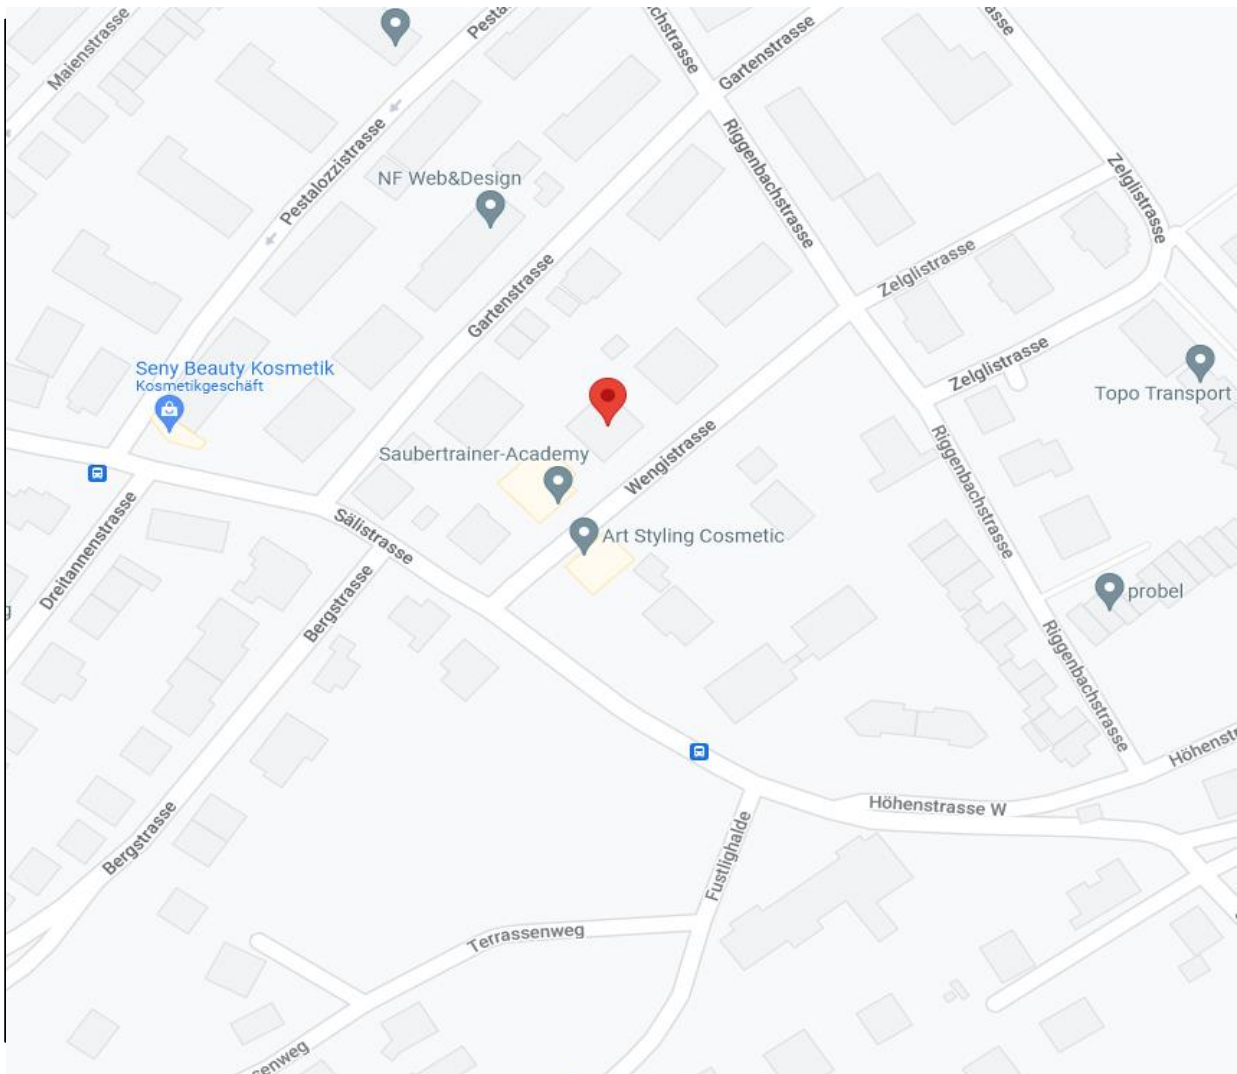 Maienstrasse
Pestalozzistrasse
Gartenstrasse
Riggenbachstrasse
Zelglistrasse
NF Web&Design
Gartenstrasse
Zelglistrasse
Seny Beauty Kosmetik
Kosmetikgeschäft
Zelglistrasse
Topo Transport
Saubertrainer-Academy
Wengistrasse
Riggenbachstrasse
Sälistrasse
Art Styling Cosmetic
Dreitannenstrasse
Bergstrasse
probel
Riggenbachstrasse
Höhenstrasse W
Bergstrasse
Fustlighalde
Terrassenweg